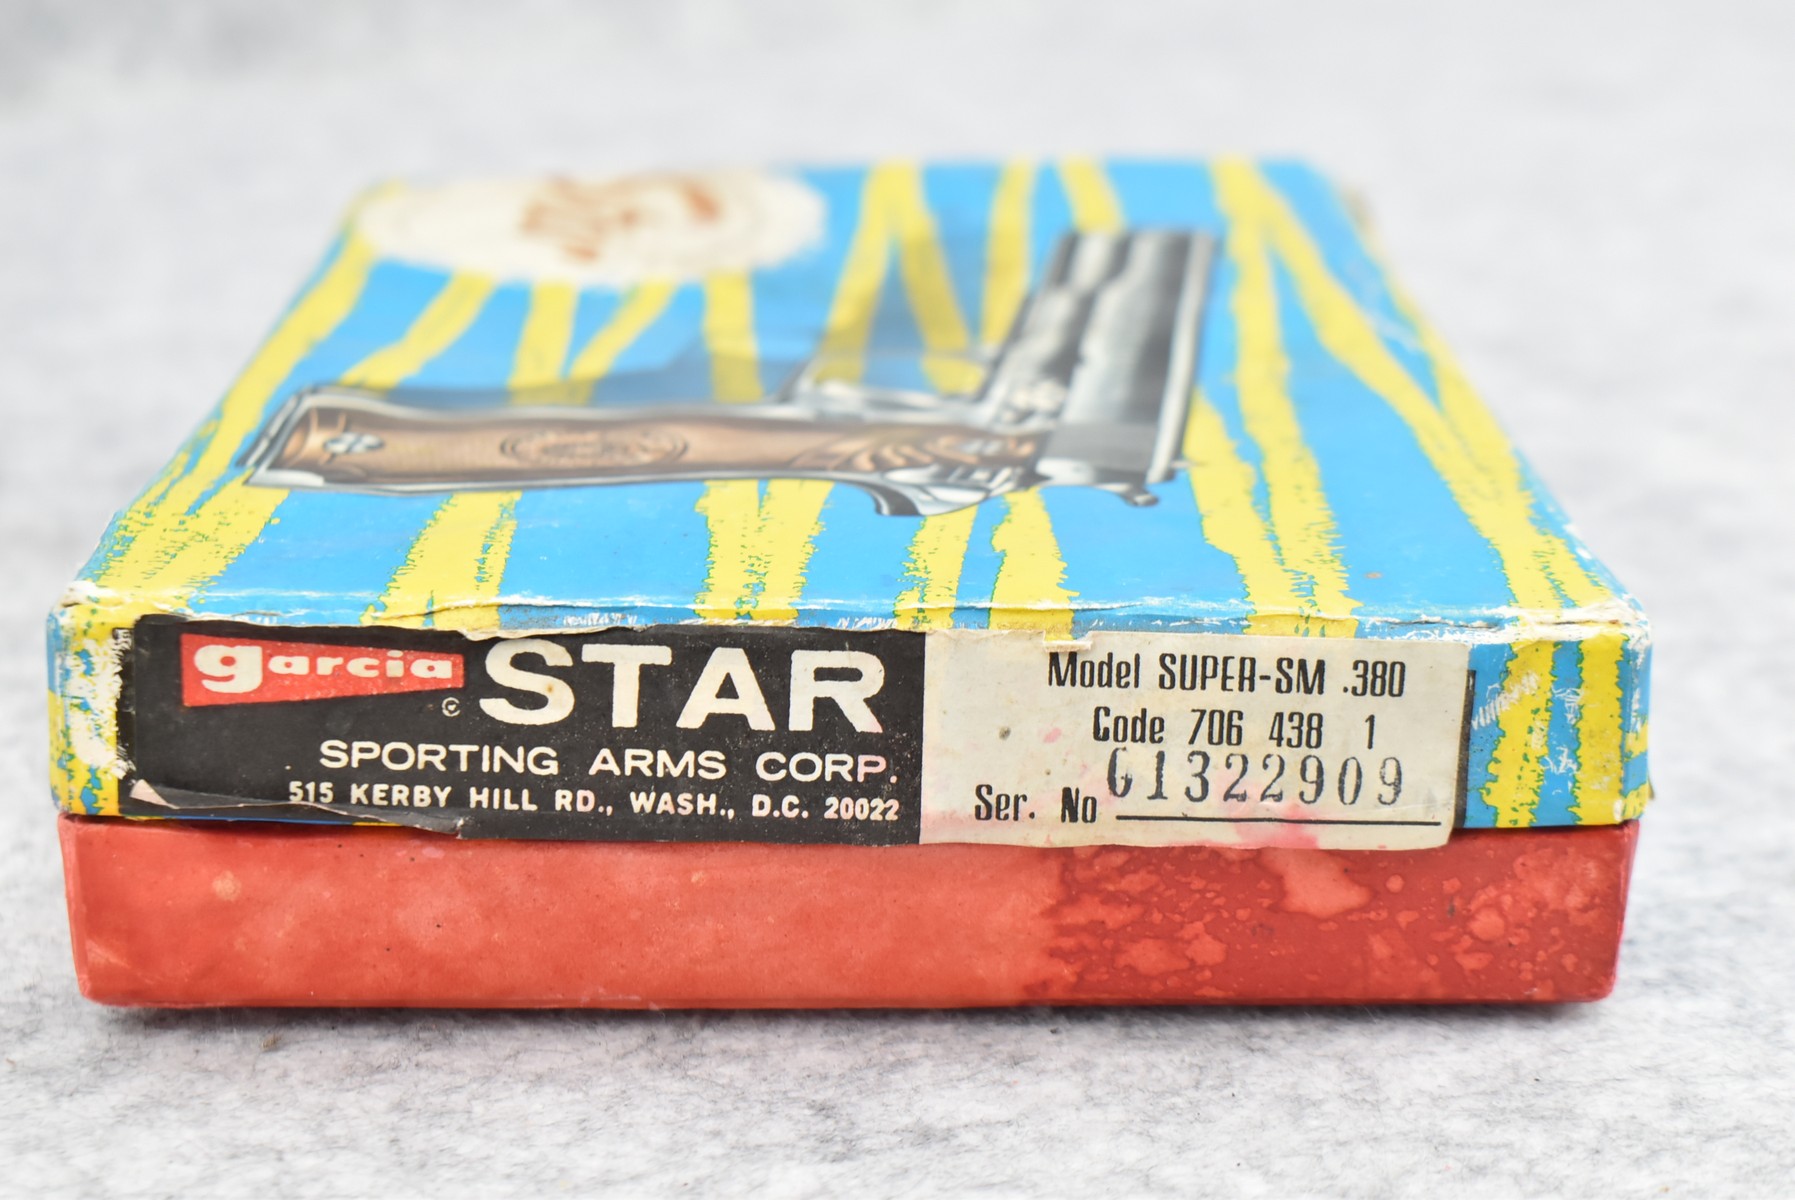 garcia STAR
SPORTING ARMS CORP.
515 KERBY HILL RD., WASH., D.C. 20022
Model SUPER-SM .380
Code 706 438 1
Ser. No 01322909